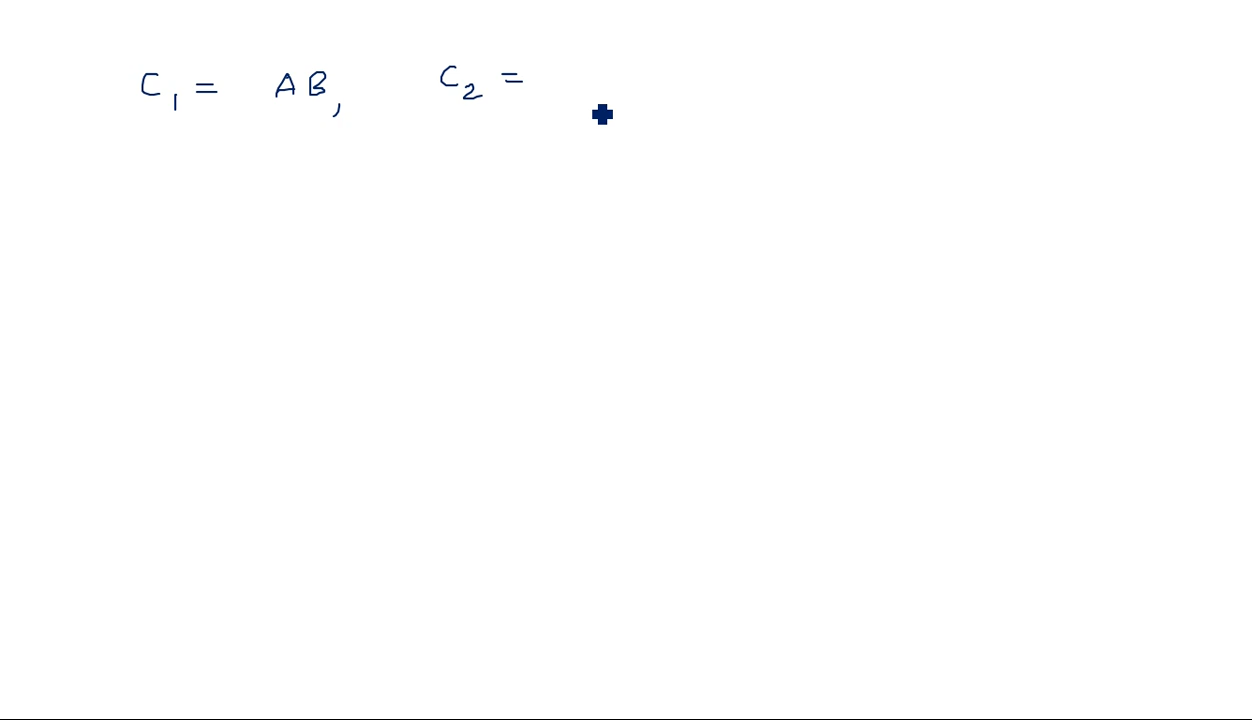 C₁ = AB, C₂ =